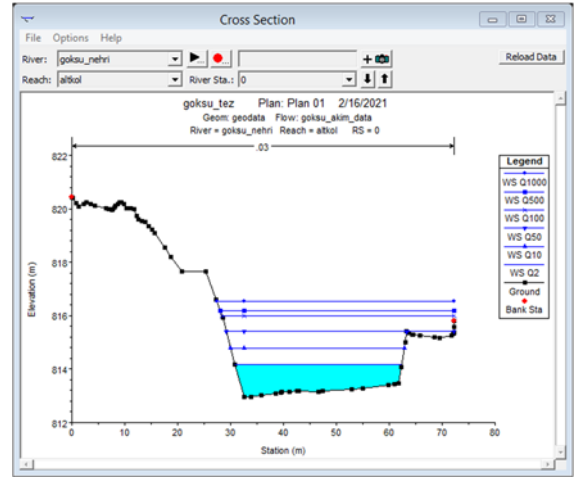 Cross Section
File Options Help
River: goksu_nehri
Reload Data
Reach: altkol River Sta.: 0
goksu_tez Plan: Plan 01 2/16/2021
Geom: geodata Flow: goksu_akim_data
River = goksu_nehri Reach = altkol RS = 0
.03
822
820
818
816
814
812
Elevation (m)
0 10 20 30 40 50 60 70 80
Station (m)
Legend
WS Q1000
WS Q500
WS Q100
WS Q50
WS Q10
WS Q2
Ground
Bank Sta